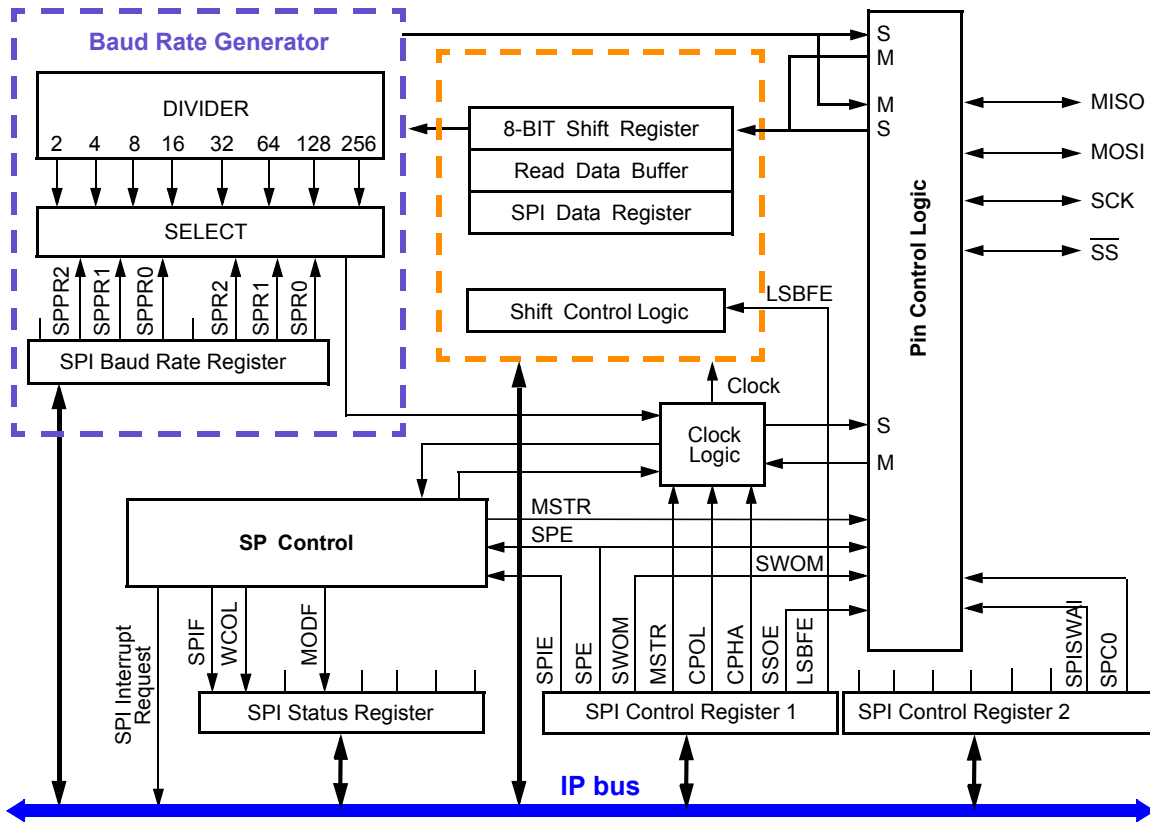 Baud Rate Generator
DIVIDER
2 4 8 16 32 64 128 256
SELECT
SPPR2
SPPR1
SPPR0
SPR2
SPR1
SPR0
SPI Baud Rate Register
8-BIT Shift Register
Read Data Buffer
SPI Data Register
Shift Control Logic
LSBFE
Clock
Clock Logic
S
M
M
S
S
M
Pin Control Logic
MISO
MOSI
SCK
SS
SP Control
MSTR
SPE
SWOM
SPI Interrupt
Request
SPIF
WCOL
MODF
SPI Status Register
SPIE
SPE
SWOM
MSTR
CPOL
CPHA
SSOE
LSBFE
SPI Control Register 1
SPISWAI
SPC0
SPI Control Register 2
IP bus